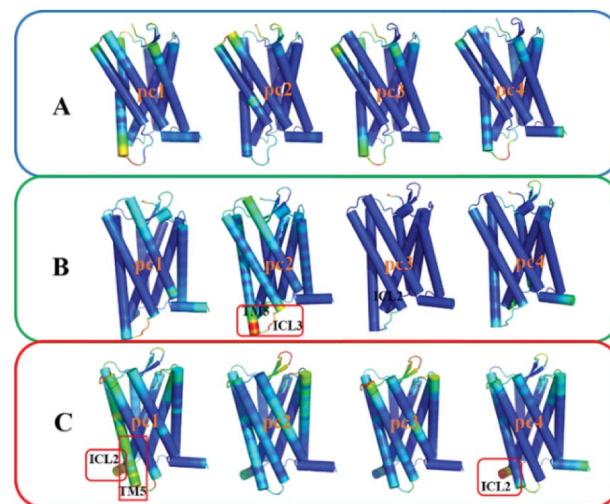 A
pc1 pc2 pc3 pc4
B
pc1 pc2 pc3 pc4
ICL2
TM5 ICL3
C
pc1 pc2 pc3 pc4
ICL2 ICL2
TM5